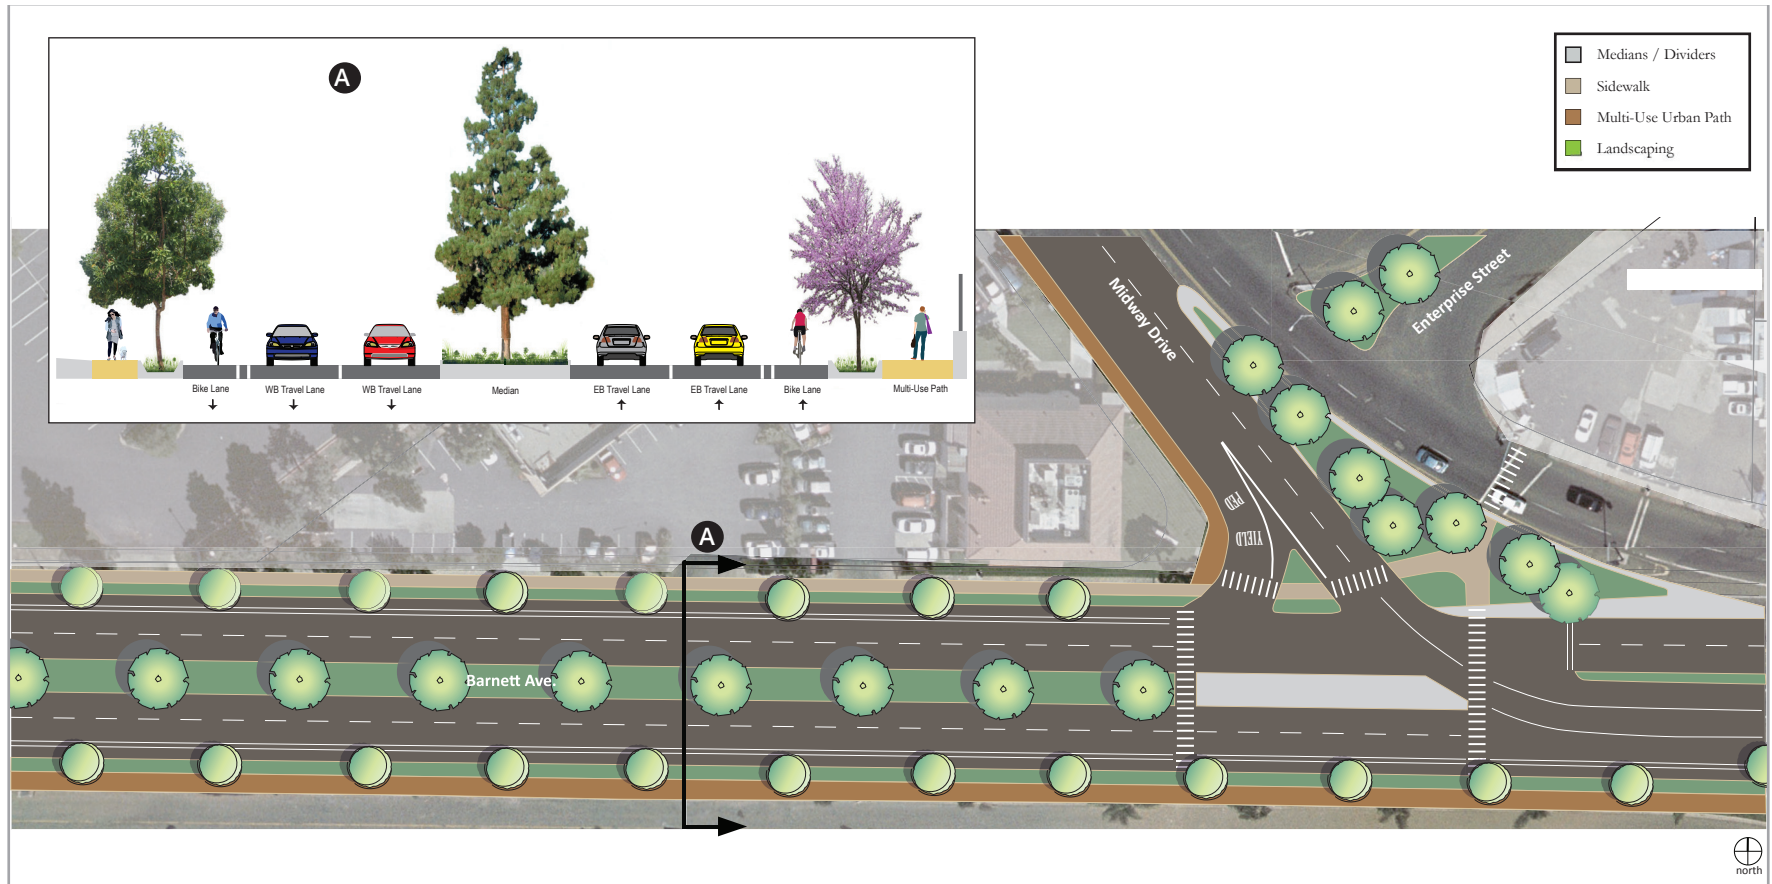 A
Bike Lane
WB Travel Lane
WB Travel Lane
Median
EB Travel Lane
EB Travel Lane
Bike Lane
Multi-Use Path
Medians / Dividers
Sidewalk
Multi-Use Urban Path
Landscaping
Midway Drive
Enterprise Street
PED
YIELD
A
Barnett Ave.
north